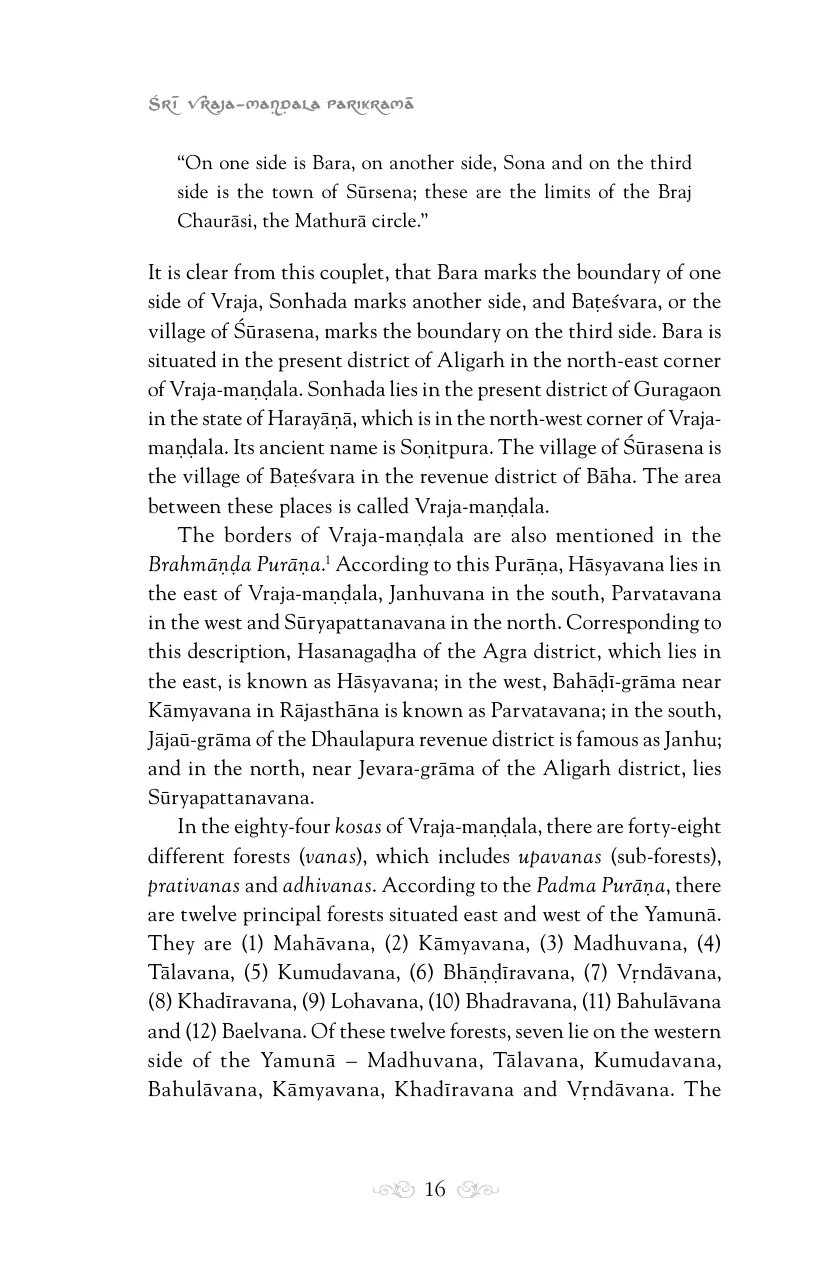 Śrī Vraja-maṇḍala Parikramā
“On one side is Bara, on another side, Sona and on the third
side is the town of Sūrsena; these are the limits of the Braj
Chaurāsi, the Mathurā circle.”
It is clear from this couplet, that Bara marks the boundary of one
side of Vraja, Sonhada marks another side, and Baṭeśvara, or the
village of Śūrasena, marks the boundary on the third side. Bara is
situated in the present district of Aligarh in the north-east corner
of Vraja-maṇḍala. Sonhada lies in the present district of Guragaon
in the state of Harayāṇā, which is in the north-west corner of Vraja-
maṇḍala. Its ancient name is Soṇitpura. The village of Śūrasena is
the village of Baṭeśvara in the revenue district of Bāha. The area
between these places is called Vraja-maṇḍala.
The borders of Vraja-maṇḍala are also mentioned in the
Brahmāṇḍa Purāṇa.¹ According to this Purāṇa, Hāsyavana lies in
the east of Vraja-maṇḍala, Janhuvana in the south, Parvatavana
in the west and Sūryapattanavana in the north. Corresponding to
this description, Hasanagaḍha of the Agra district, which lies in
the east, is known as Hāsyavana; in the west, Bahāḍī-grāma near
Kāmyavana in Rājasthāna is known as Parvatavana; in the south,
Jājaū-grāma of the Dhaulapura revenue district is famous as Janhu;
and in the north, near Jevara-grāma of the Aligarh district, lies
Sūryapattanavana.
In the eighty-four kosas of Vraja-maṇḍala, there are forty-eight
different forests (vanas), which includes upavanas (sub-forests),
prativanas and adhivanas. According to the Padma Purāṇa, there
are twelve principal forests situated east and west of the Yamunā.
They are (1) Mahāvana, (2) Kāmyavana, (3) Madhuvana, (4)
Tālavana, (5) Kumudavana, (6) Bhāṇḍīravana, (7) Vṛndāvana,
(8) Khadīravana, (9) Lohavana, (10) Bhadravana, (11) Bahulāvana
and (12) Baelvana. Of these twelve forests, seven lie on the western
side of the Yamunā – Madhuvana, Tālavana, Kumudavana,
Bahulāvana, Kāmyavana, Khadīravana and Vṛndāvana. The
16